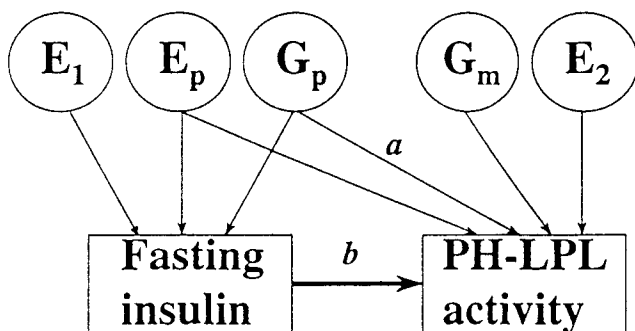 E₁ Eₚ Gₚ Gₘ E₂
a
b
Fasting
insulin
PH-LPL
activity